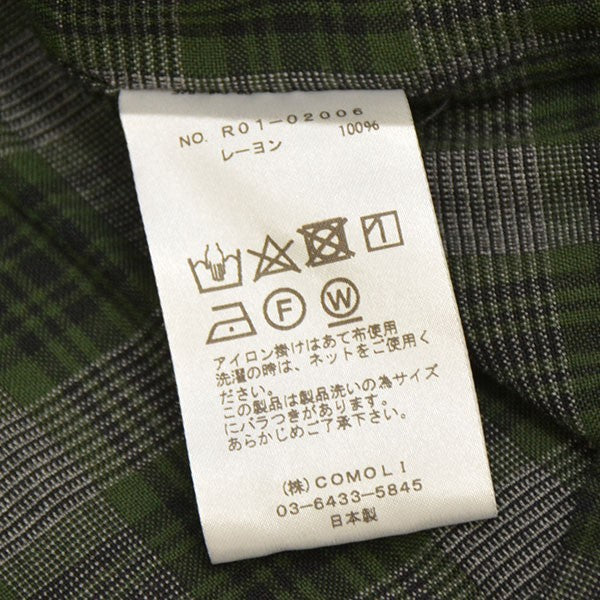 NO. R01-02006
レーヨン 100%
F W
アイロン掛けはあて布使用
洗濯の時は、ネットをご使用く
ださい。
この製品は製品洗いの為サイズ
にバラつきがあります。
あらかじめご了承下さい。
(株)COMOLI
03-6433-5845
日本製